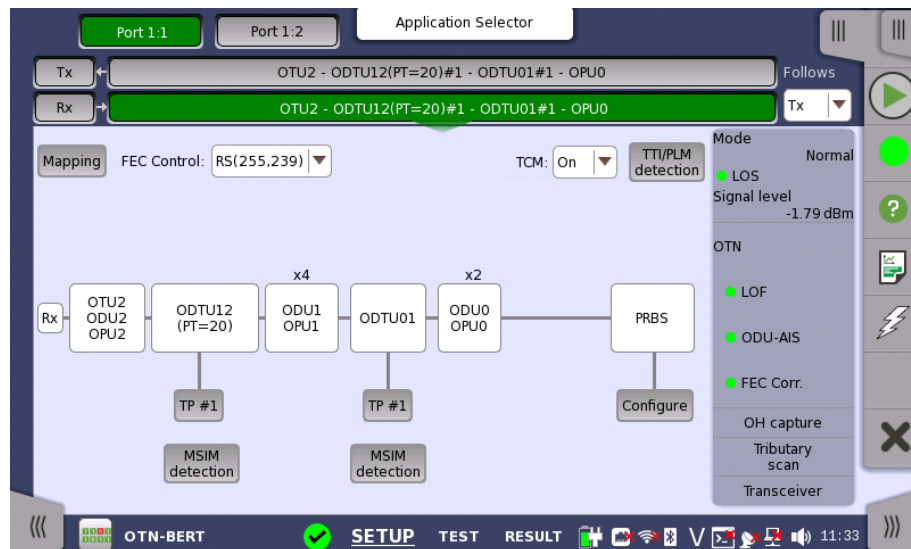 Application Selector
Port 1:1
Port 1:2
Tx
OTU2 - ODTU12(PT=20)#1 - ODTU01#1 - OPU0
Follows
Rx
OTU2 - ODTU12(PT=20)#1 - ODTU01#1 - OPU0
Tx
Mapping
FEC Control:
RS(255,239)
TCM:
On
TTI/PLM
detection
Mode
Normal
LOS
Signal level
-1.79 dBm
OTN
LOF
ODU-AIS
FEC Corr.
OH capture
Tributary
scan
Transceiver
x4
x2
Rx
OTU2
ODU2
OPU2
ODTU12
(PT=20)
ODU1
OPU1
ODTU01
ODU0
OPU0
PRBS
TP #1
TP #1
Configure
MSIM
detection
MSIM
detection
OTN-BERT
SETUP
TEST
RESULT
V
11:33